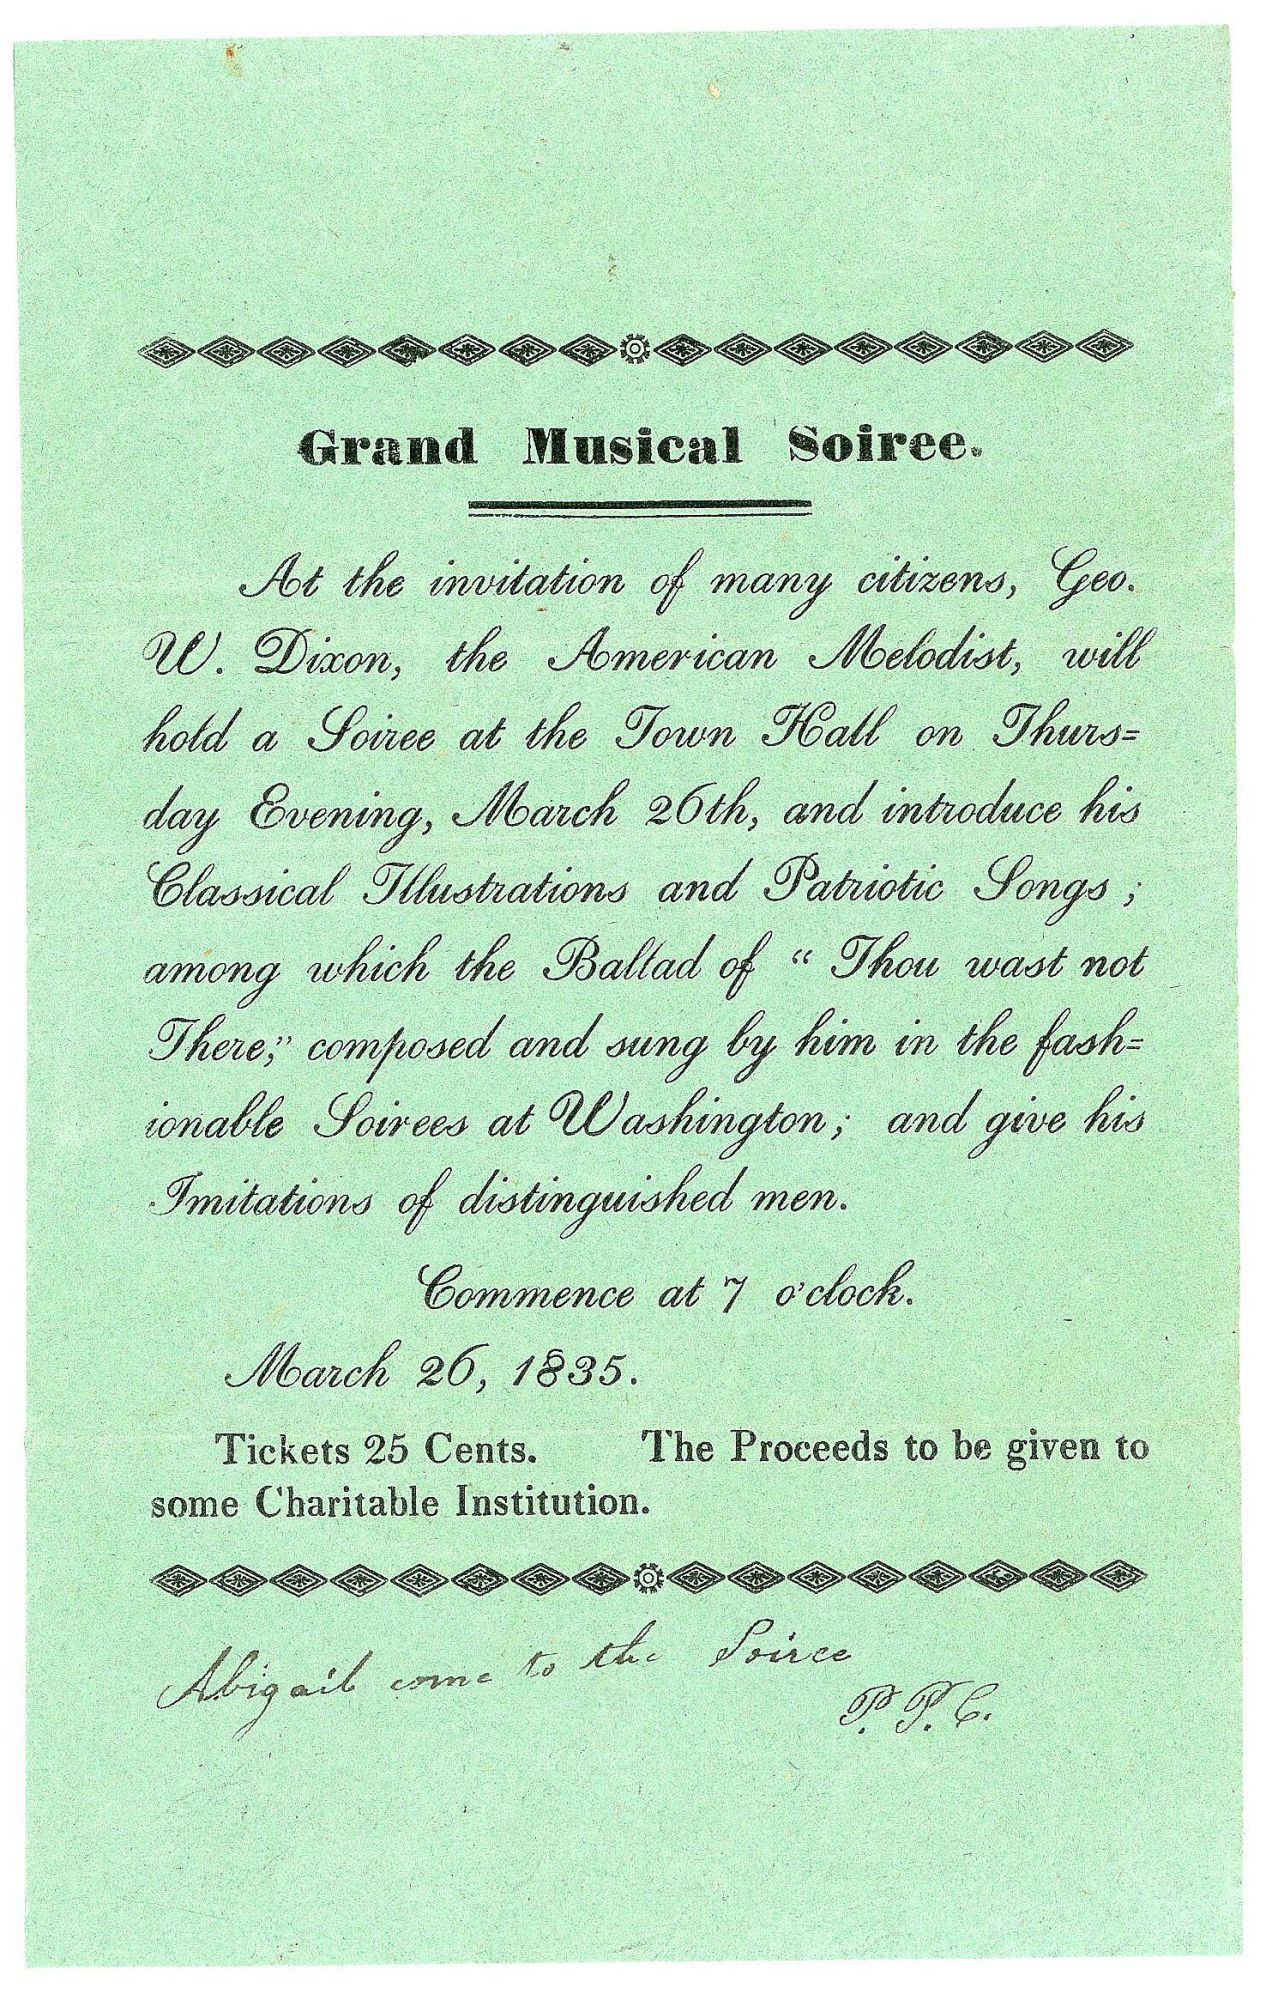 Grand Musical Soiree.
At the invitation of many citizens, Geo.
W. Dixon, the American Melodist, will
hold a Soiree at the Town Hall on Thurs=
day Evening, March 26th, and introduce his
Classical Illustrations and Patriotic Songs ;
among which the Ballad of “ Thou wast not
There,” composed and sung by him in the fash=
ionable Soirees at Washington ; and give his
Imitations of distinguished men.
Commence at 7 o'clock.
March 26, 1835.
Tickets 25 Cents. The Proceeds to be given to
some Charitable Institution.
Abigail come to the Soiree
P. P. C.